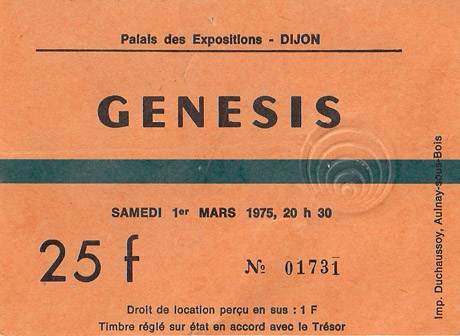 Palais des Expositions - DIJON
GENESIS
SAMEDI 1er MARS 1975, 20 h 30
25 f
№ 01731
Droit de location perçu en sus : 1 F
Timbre réglé sur état en accord avec le Trésor
Imp. Duchaussoy, Aulnay-sous-Bois